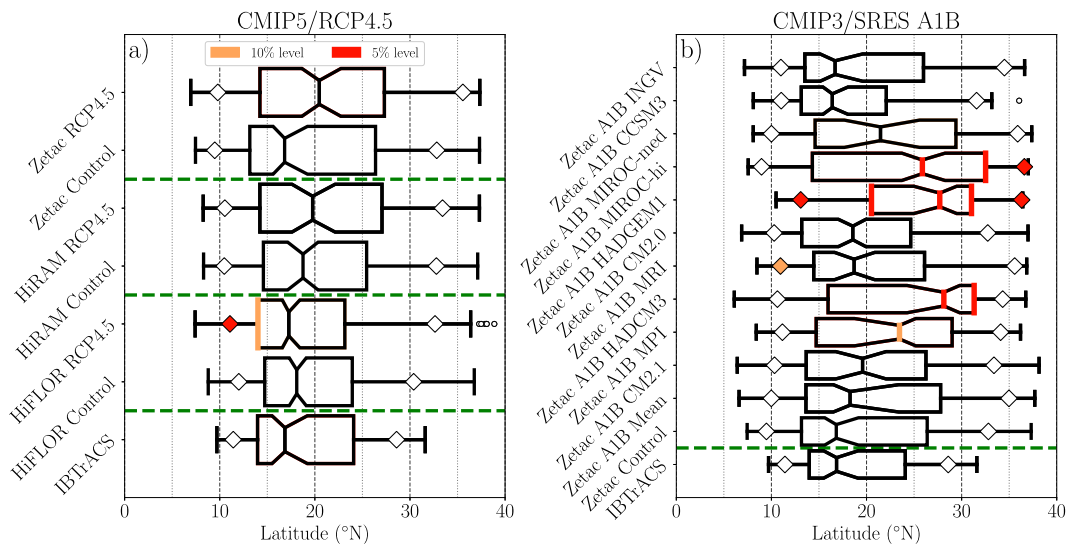 CMIP5/RCP4.5
a)
10% level
5% level
Zetac RCP4.5
Zetac Control
HiRAM RCP4.5
HiRAM Control
HiFLOR RCP4.5
HiFLOR Control
IBTrACS
0 10 20 30 40
Latitude (°N)
CMIP3/SRES A1B
b)
Zetac A1B INGV
Zetac A1B CCSM3
Zetac A1B MIROC-med
Zetac A1B MIROC-hi
Zetac A1B HADGEM1
Zetac A1B CM2.0
Zetac A1B MRI
Zetac A1B HADCM3
Zetac A1B MPI
Zetac A1B CM2.1
Zetac A1B Mean
Zetac Control
IBTrACS
0 10 20 30 40
Latitude (°N)